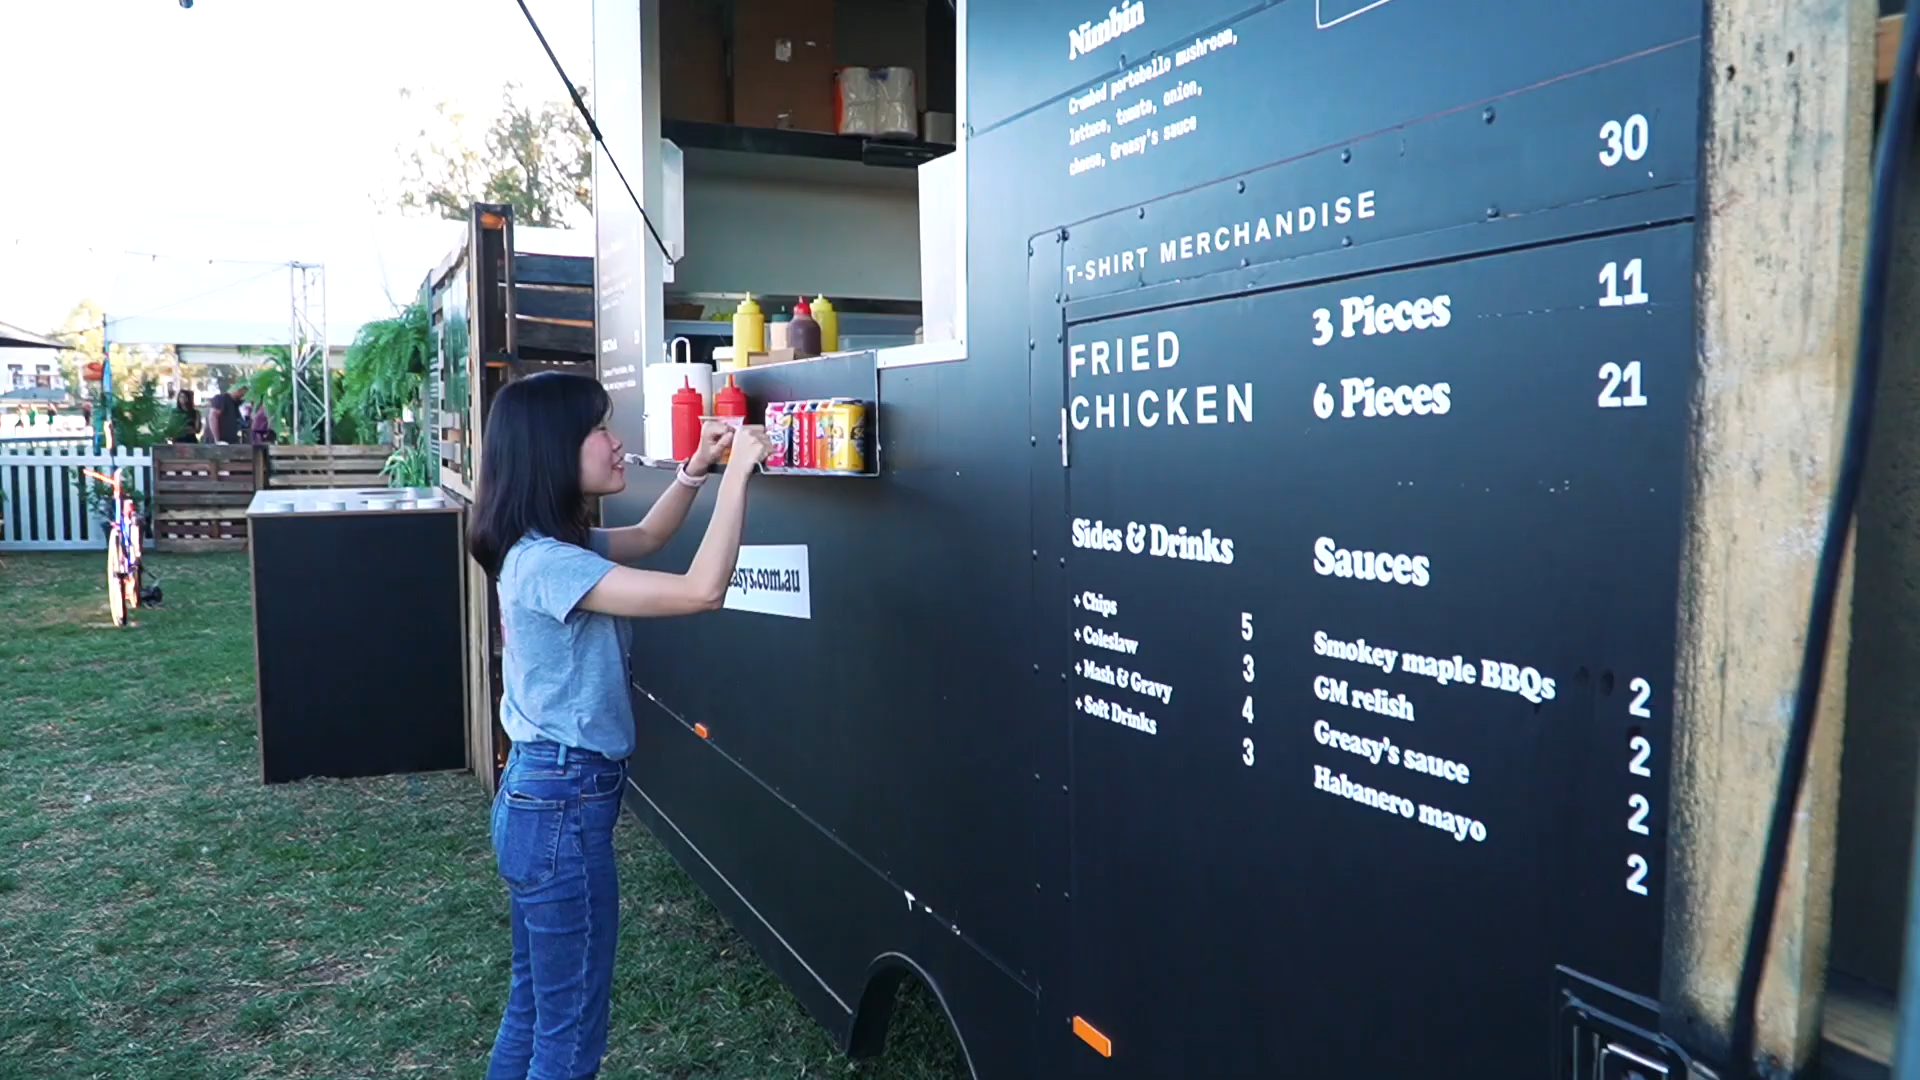 Nimbin
Crumbed portobello mushroom,
lettuce, tomato, onion,
cheese, Greasy's sauce
T-SHIRT MERCHANDISE
30
FRIED
CHICKEN
3 Pieces 11
6 Pieces 21
Sides & Drinks
+ Chips 5
+ Coleslaw 3
+ Mash & Gravy 4
+ Soft Drinks 3
Sauces
Smokey maple BBQs 2
GM relish 2
Greasy's sauce 2
Habanero mayo 2
easys.com.au